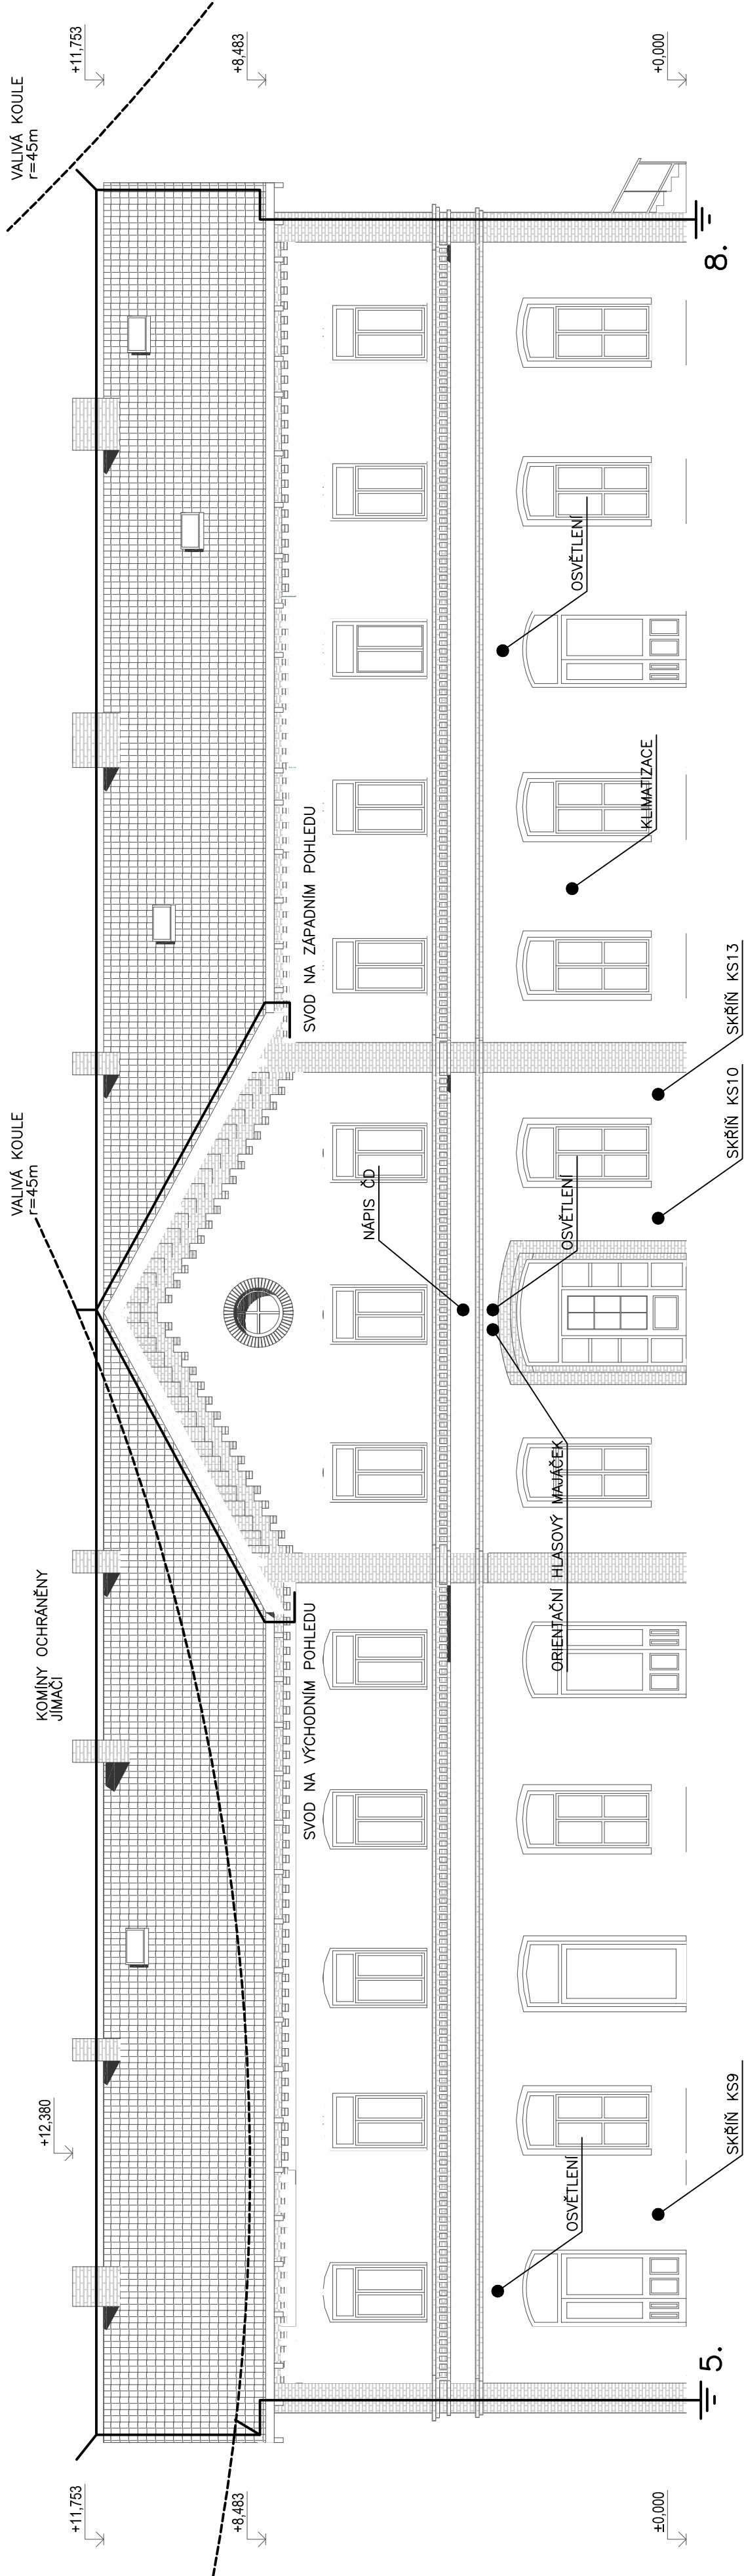 +11,753
+8,483
±0,000
+12,380
KOMÍNY OCHRÁNĚNY
JÍMAČI
VALIVÁ KOULE
r=45m
VALIVÁ KOULE
r=45m
+11,753
+8,483
+0,000
SVOD NA VÝCHODNÍM POHLEDU
SVOD NA ZÁPADNÍM POHLEDU
NÁPIS ČD
OSVĚTLENÍ
ORIENTAČNÍ HLASOVÝ MAJÁČEK
OSVĚTLENÍ
OSVĚTLENÍ
KLIMATIZACE
SKŘÍŇ KS9
SKŘÍŇ KS10
SKŘÍŇ KS13
5.
8.